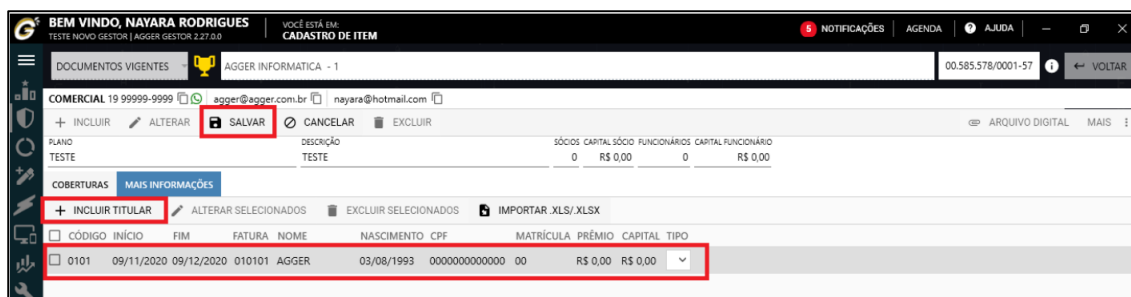 BEM VINDO, NAYARA RODRIGUES
TESTE NOVO GESTOR | AGGER GESTOR 2.27.0.0
VOCÊ ESTÁ EM:
CADASTRO DE ITEM
5 NOTIFICAÇÕES AGENDA ? AJUDA
DOCUMENTOS VIGENTES AGGER INFORMATICA - 1 00.585.578/0001-57 VOLTAR
COMERCIAL 19 99999-9999 agger@agger.com.br nayara@hotmail.com
+ INCLUIR ALTERAR SALVAR CANCELAR EXCLUIR ARQUIVO DIGITAL MAIS
PLANO DESCRIÇÃO SÓCIOS CAPITAL SÓCIO FUNCIONÁRIOS CAPITAL FUNCIONÁRIO
TESTE TESTE 0 R$ 0,00 0 R$ 0,00
COBERTURAS MAIS INFORMAÇÕES
+ INCLUIR TITULAR ALTERAR SELECIONADOS EXCLUIR SELECIONADOS IMPORTAR .XLS/.XLSX
CÓDIGO INÍCIO FIM FATURA NOME NASCIMENTO CPF MATRÍCULA PRÊMIO CAPITAL TIPO
0101 09/11/2020 09/12/2020 010101 AGGER 03/08/1993 0000000000000 00 R$ 0,00 R$ 0,00